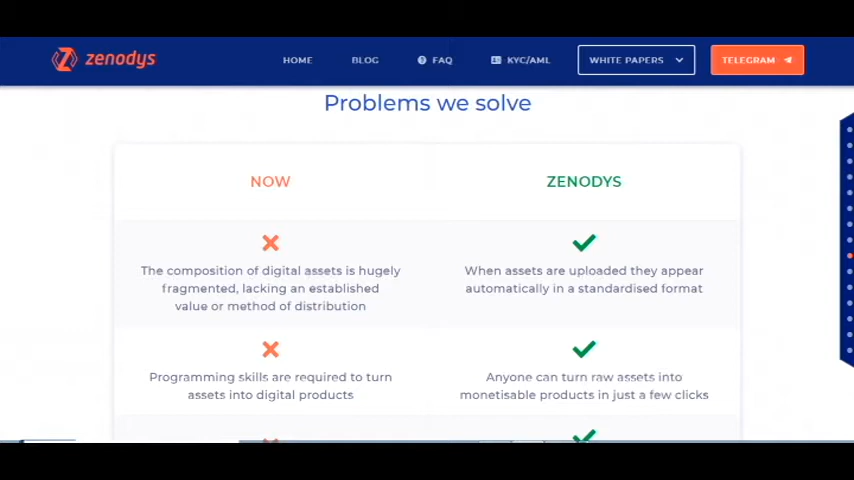 zenodys
HOME BLOG FAQ KYC/AML WHITE PAPERS TELEGRAM
Problems we solve
NOW
ZENODYS
The composition of digital assets is hugely
fragmented, lacking an established
value or method of distribution
When assets are uploaded they appear
automatically in a standardised format
Programming skills are required to turn
assets into digital products
Anyone can turn raw assets into
monetisable products in just a few clicks